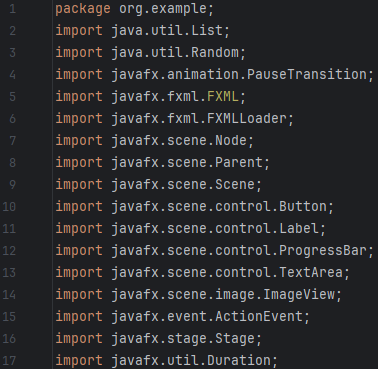 1 package org.example;
2 import java.util.List;
3 import java.util.Random;
4 import javafx.animation.PauseTransition;
5 import javafx.fxml.FXML;
6 import javafx.fxml.FXMLLoader;
7 import javafx.scene.Node;
8 import javafx.scene.Parent;
9 import javafx.scene.Scene;
10 import javafx.scene.control.Button;
11 import javafx.scene.control.Label;
12 import javafx.scene.control.ProgressBar;
13 import javafx.scene.control.TextArea;
14 import javafx.scene.image.ImageView;
15 import javafx.event.ActionEvent;
16 import javafx.stage.Stage;
17 import javafx.util.Duration;